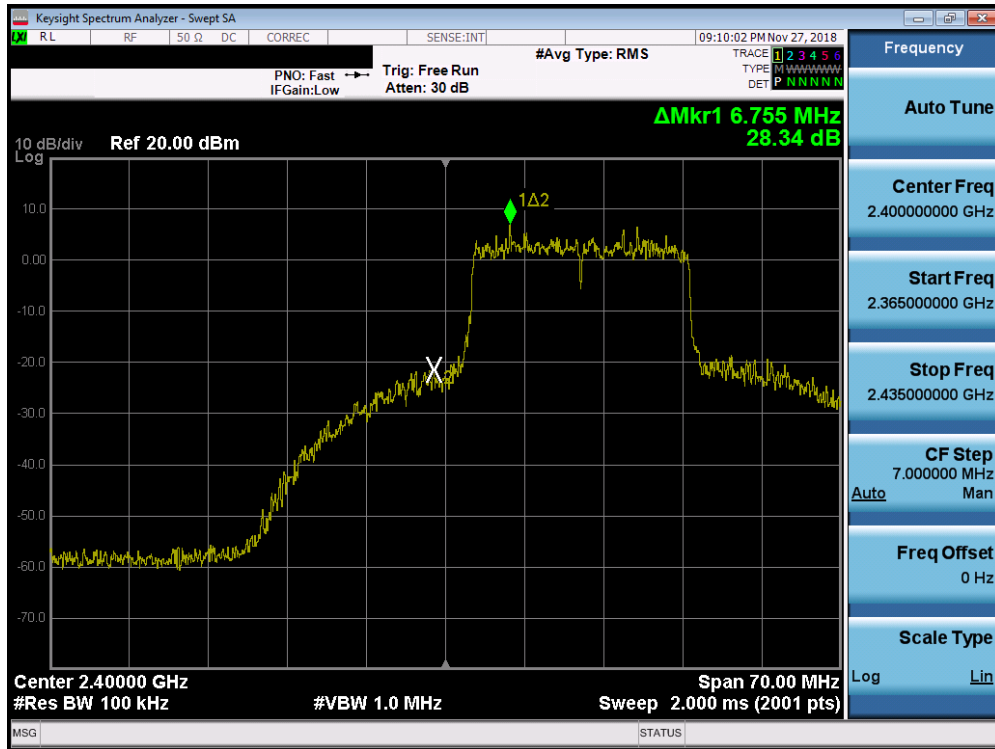 Keysight Spectrum Analyzer - Swept SA
LXI RL RF 50 Ω DC CORREC SENSE:INT 09:10:02 PM Nov 27, 2018
PNO: Fast
IFGain:Low
Trig: Free Run
Atten: 30 dB
#Avg Type: RMS
TRACE 1 2 3 4 5 6
TYPE M W W W W W
DET P N N N N N
ΔMkr1 6.755 MHz
28.34 dB
10 dB/div
Log
Ref 20.00 dBm
1Δ2
10.0
0.00
-10.0
-20.0
-30.0
-40.0
-50.0
-60.0
-70.0
X
2
Center 2.40000 GHz
#Res BW 100 kHz
#VBW 1.0 MHz
Span 70.00 MHz
Sweep 2.000 ms (2001 pts)
MSG
STATUS
Frequency
Auto Tune
Center Freq
2.400000000 GHz
Start Freq
2.365000000 GHz
Stop Freq
2.435000000 GHz
CF Step
7.000000 MHz
Auto Man
Freq Offset
0 Hz
Scale Type
Log Lin